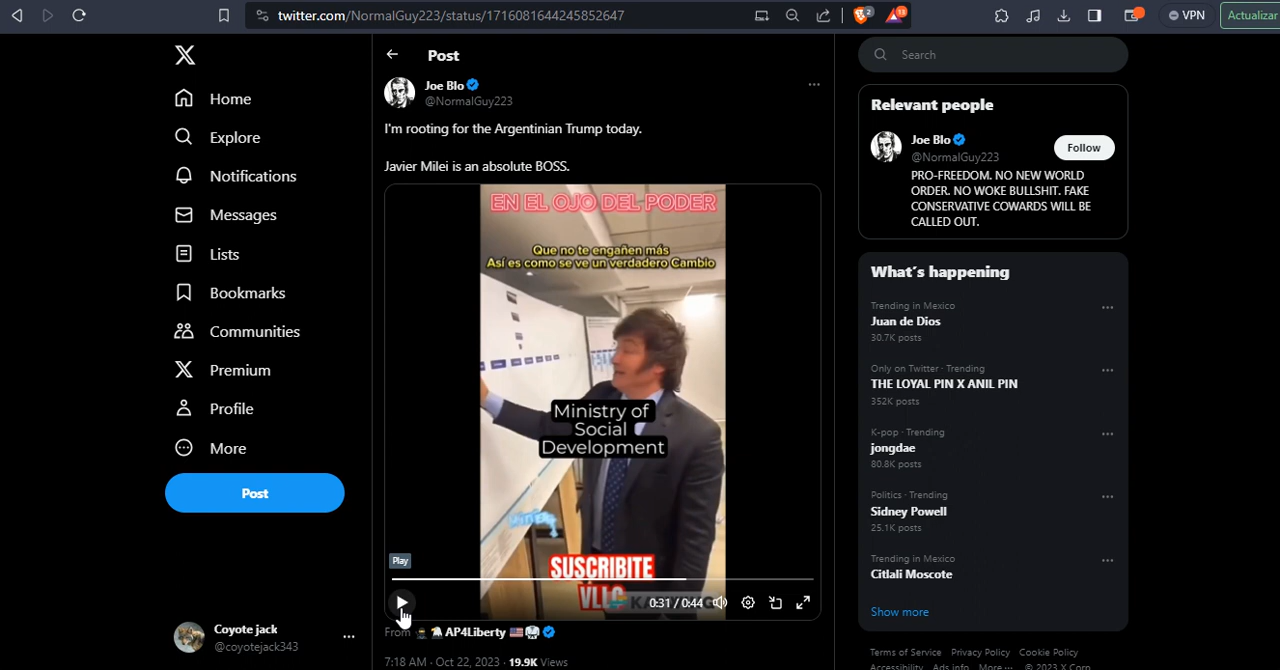 twitter.com/NormalGuy223/status/1716081644245852647
2
13
VPN
Actualizar
Home
Explore
Notifications
Messages
Lists
Bookmarks
Communities
Premium
Profile
More
Post
Coyote jack
@coyotejack343
Post
Joe Blo
@NormalGuy223
I'm rooting for the Argentinian Trump today.
Javier Milei is an absolute BOSS.
EN EL OJO DEL PODER
Que no te engañen más
Así es como se ve un verdadero Cambio
Ministry of
Social
Development
Play
SUSCRIBITE
VLLC
0:31 / 0:44
From AP4Liberty
7:18 AM · Oct 22, 2023 · 19.9K Views
Search
Relevant people
Joe Blo
@NormalGuy223
Follow
PRO-FREEDOM. NO NEW WORLD
ORDER. NO WOKE BULLSHIT. FAKE
CONSERVATIVE COWARDS WILL BE
CALLED OUT.
What's happening
Trending in Mexico
Juan de Dios
30.7K posts
Only on Twitter · Trending
THE LOYAL PIN X ANIL PIN
352K posts
K-pop · Trending
jongdae
80.8K posts
Politics · Trending
Sidney Powell
25.1K posts
Trending in Mexico
Citlali Moscote
Show more
Terms of Service Privacy Policy Cookie Policy
Accessibility Ads info More ··· © 2023 X Corp.